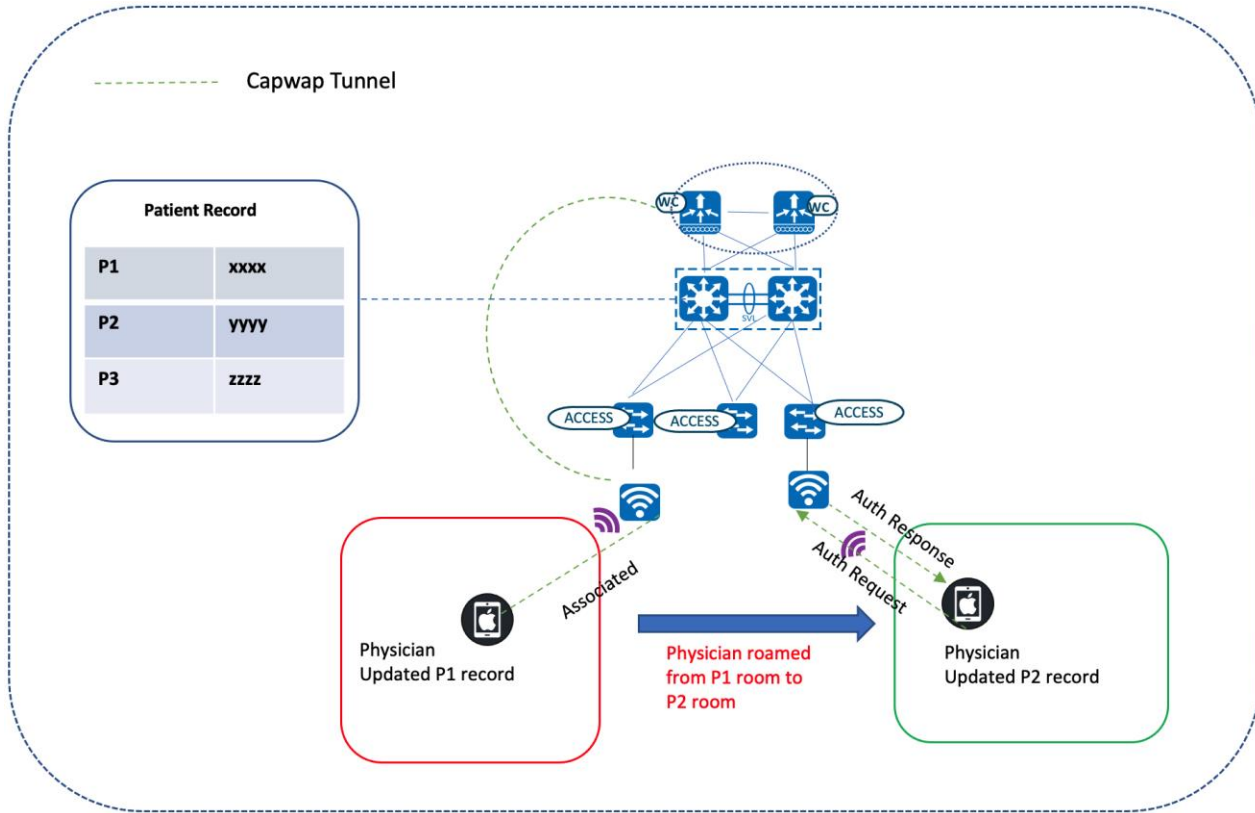 Capwap Tunnel
Patient Record
P1 xxxx
P2 yyyy
P3 zzzz
WC
WC
SVL
ACCESS
ACCESS
ACCESS
Associated
Auth Response
Auth Request
Physician
Updated P1 record
Physician roamed
from P1 room to
P2 room
Physician
Updated P2 record